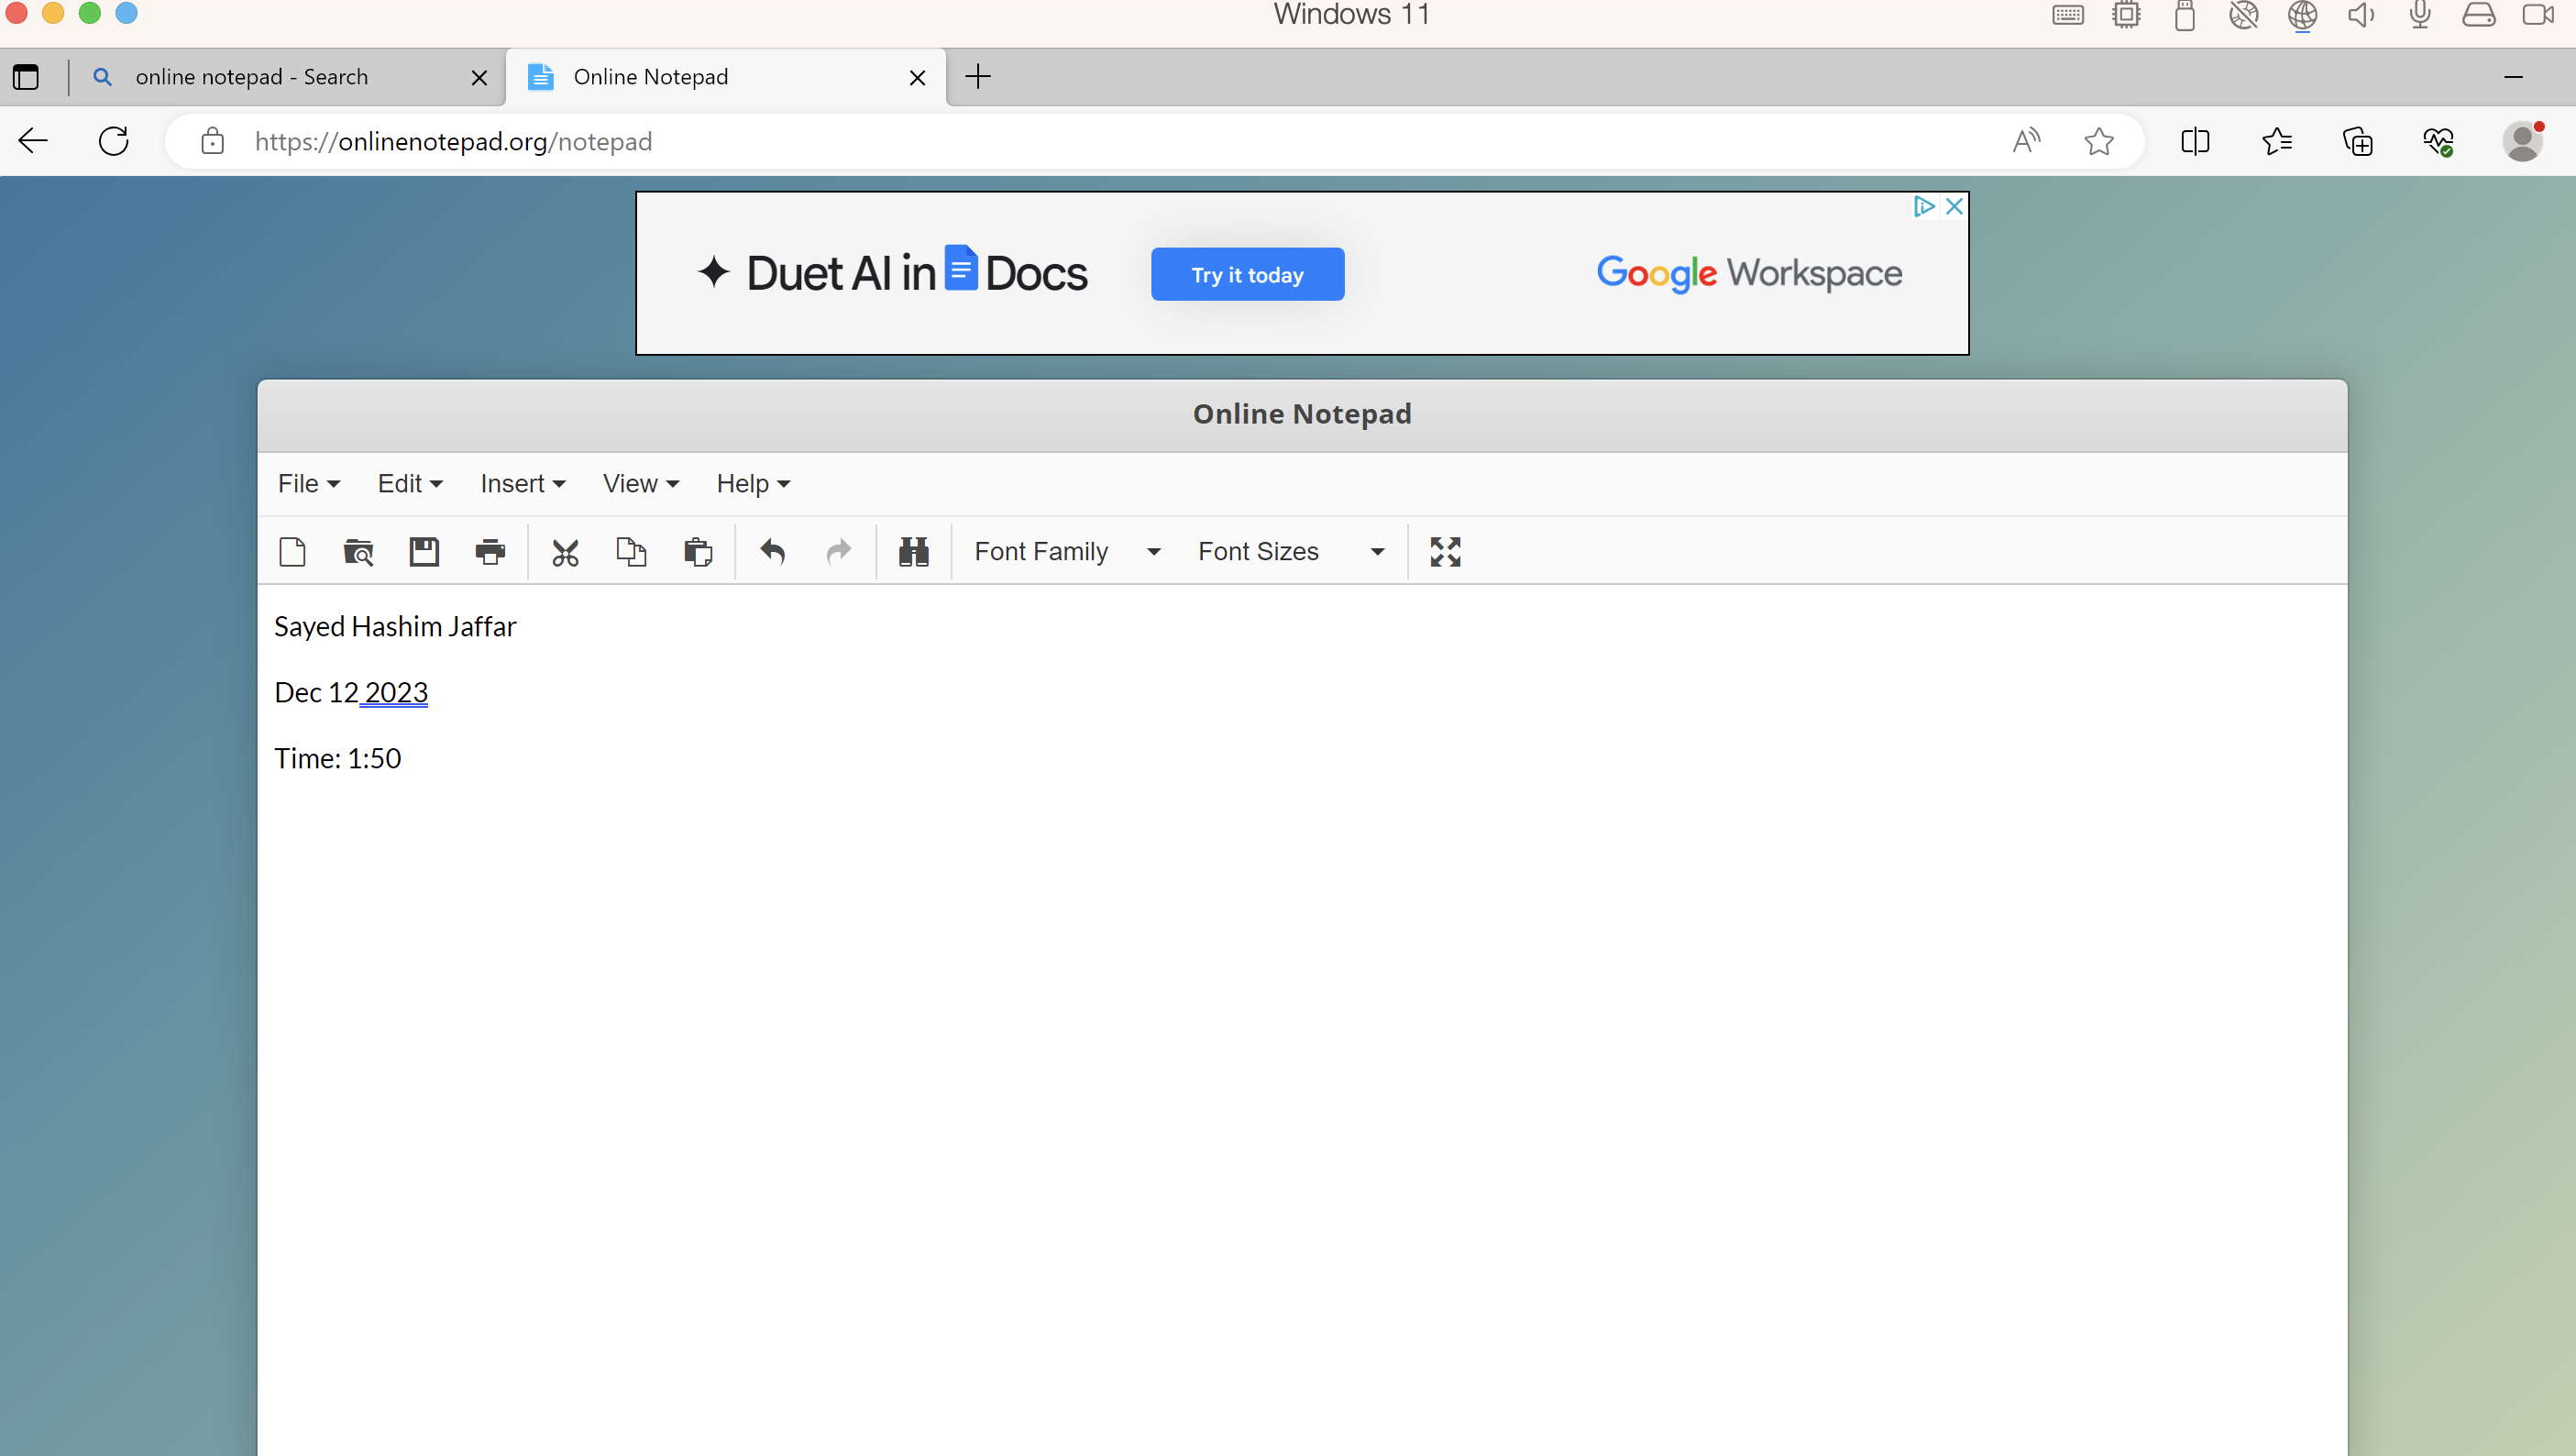 Windows 11
online notepad - Search
Online Notepad
https://onlinenotepad.org/notepad
Duet AI in Docs
Try it today
Google Workspace
Online Notepad
File Edit Insert View Help
Font Family Font Sizes
Sayed Hashim Jaffar
Dec 12 2023
Time: 1:50